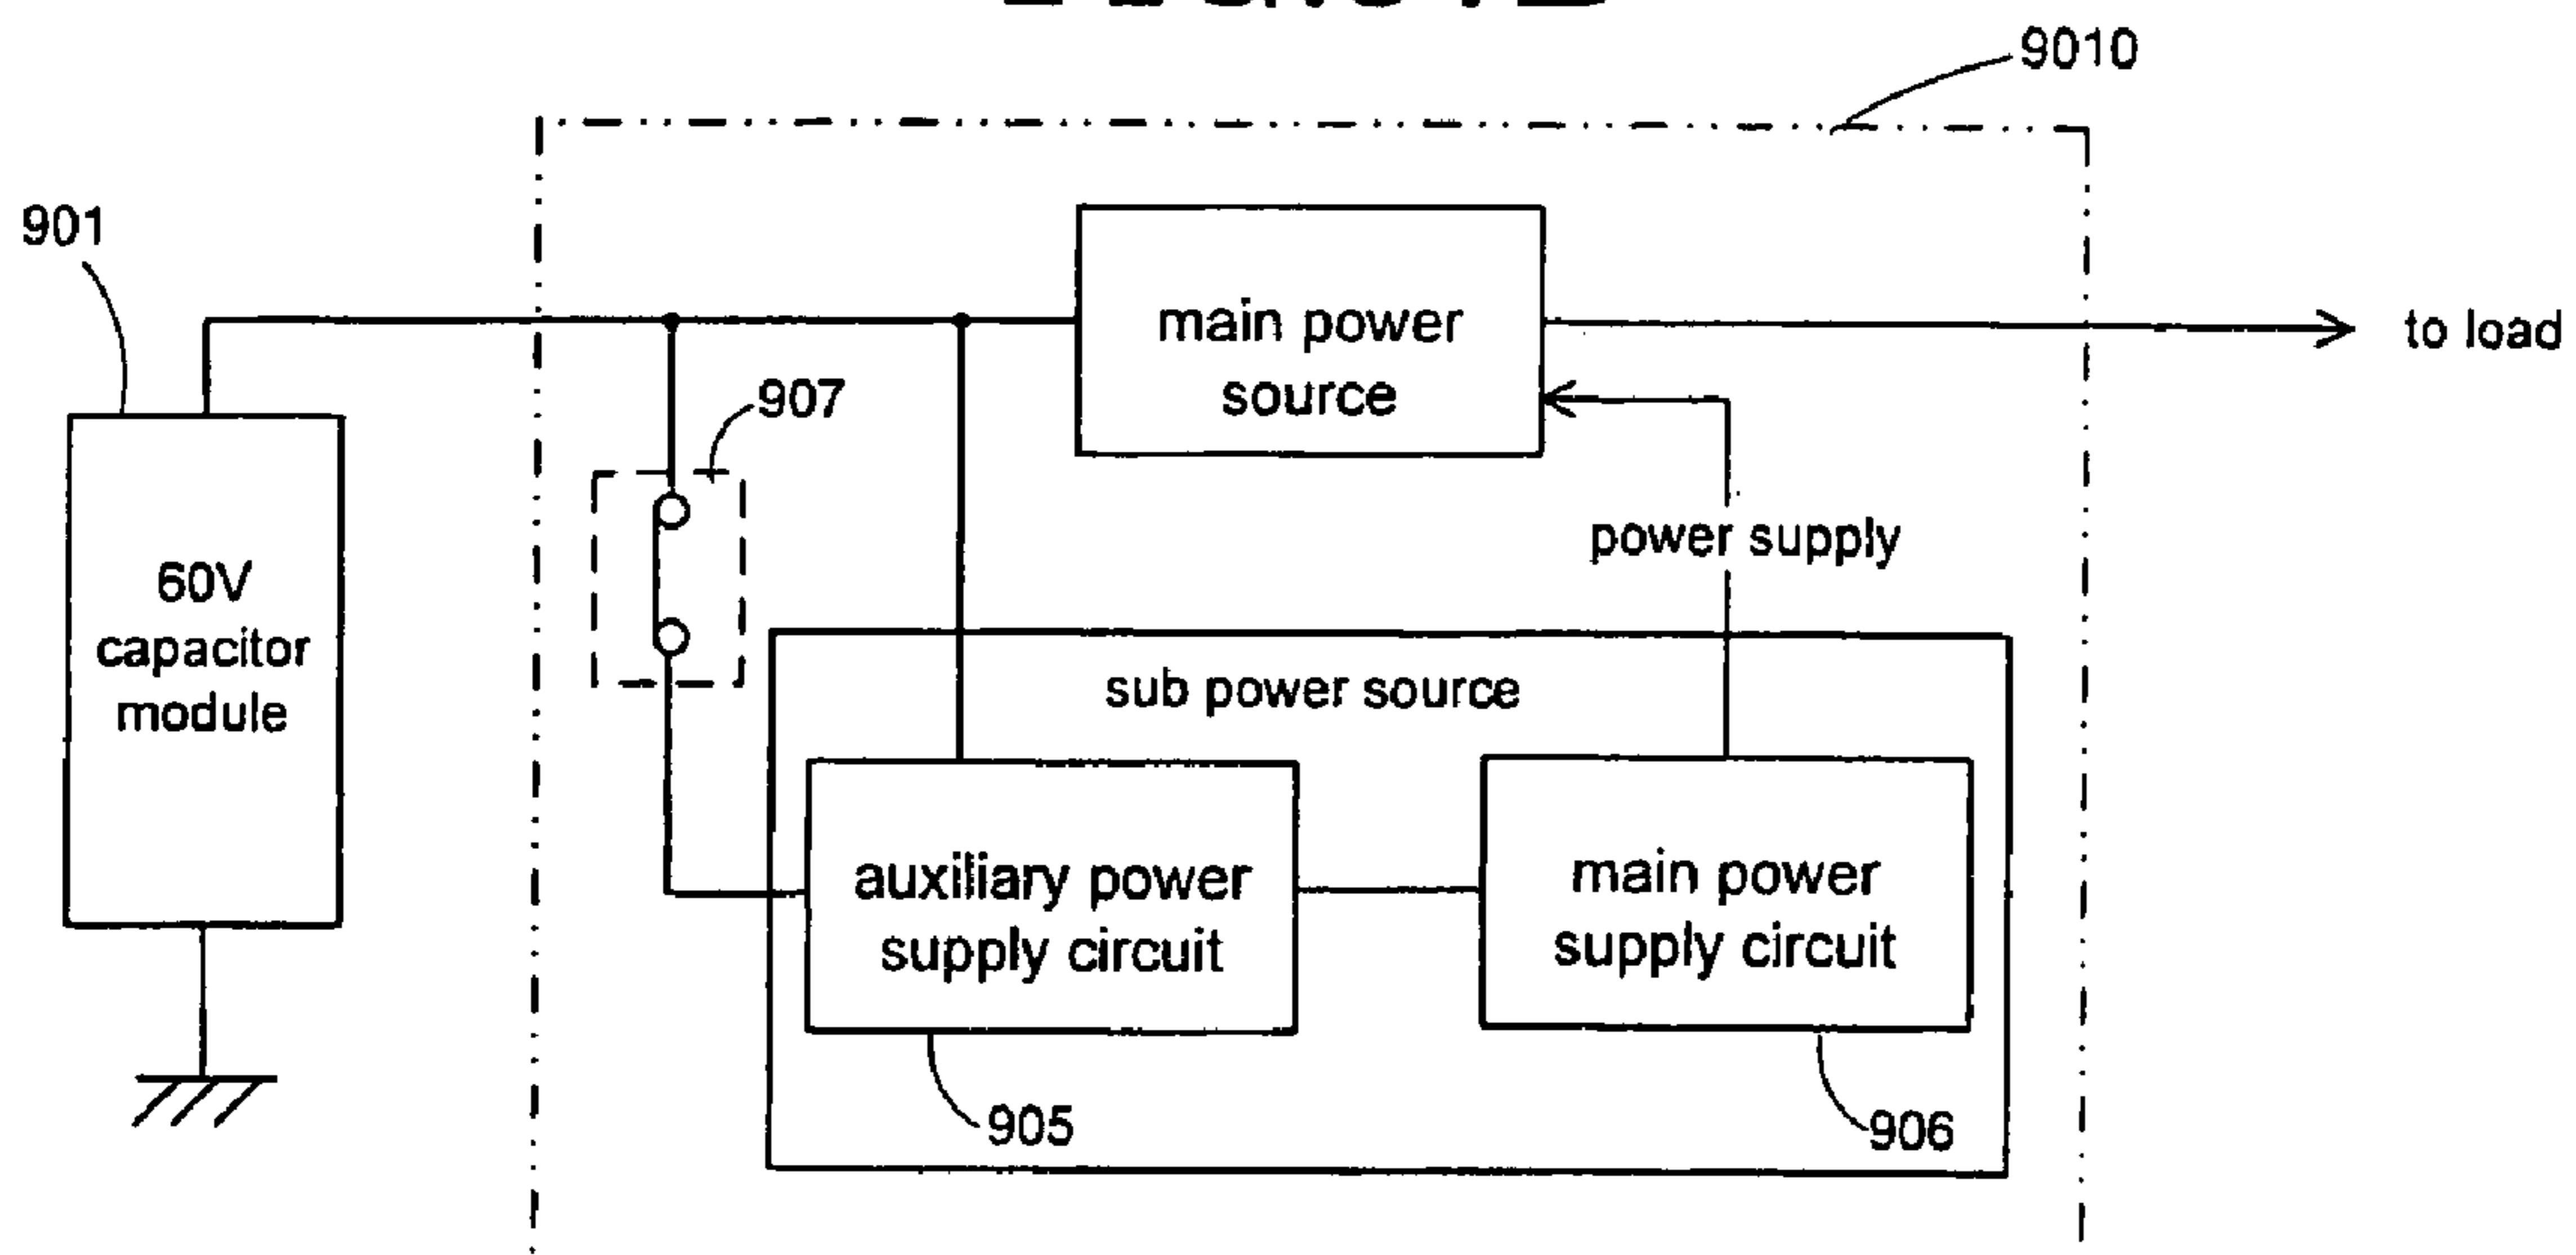 9010
901
main power
source
to load
907
60V
capacitor
module
power supply
sub power source
auxiliary power
supply circuit
main power
supply circuit
905
906